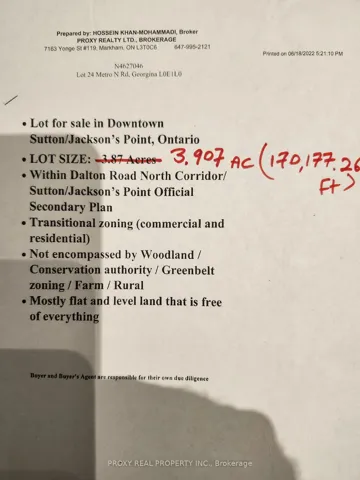 Prepared by: HOSSEIN KHAN-MOHAMMADI, Broker
PROXY REALTY LTD., BROKERAGE
7163 Yonge St #119, Markham, ON L3T0C6 647-995-2121
Printed on 06/18/2022 5:21:10 PM
N4627046
Lot 24 Metro N Rd, Georgina L0E1L0
• Lot for sale in Downtown
Sutton/Jackson's Point, Ontario
• LOT SIZE: 3.87 Acres 3.907 AC (170,177.26
ft)
• Within Dalton Road North Corridor/
Sutton/Jackson's Point Official
Secondary Plan
• Transitional zoning (commercial and
residential)
• Not encompassed by Woodland /
Conservation authority / Greenbelt
zoning / Farm / Rural
• Mostly flat and level land that is free
of everything
Buyer and Buyer's Agent are responsible for their own due diligence
PROXY REAL PROPERTY INC., Brokerage